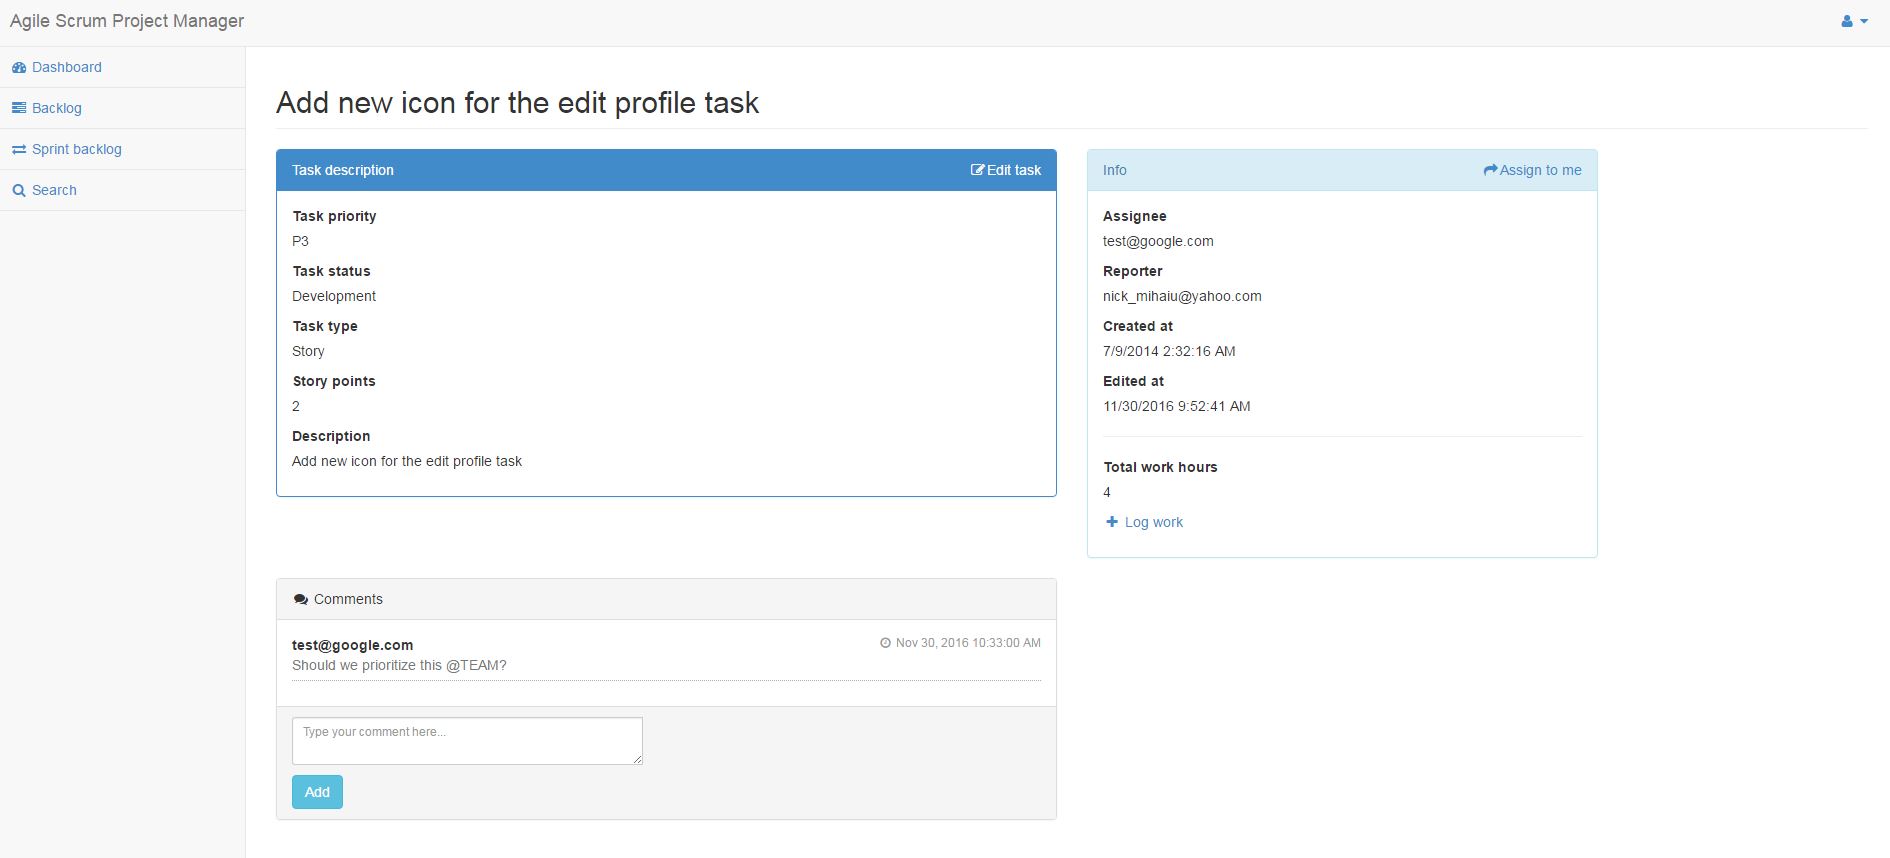 Agile Scrum Project Manager
Dashboard
Backlog
Sprint backlog
Search
Add new icon for the edit profile task
Task description Edit task
Task priority
P3
Task status
Development
Task type
Story
Story points
2
Description
Add new icon for the edit profile task
Info Assign to me
Assignee
test@google.com
Reporter
nick_mihaiu@yahoo.com
Created at
7/9/2014 2:32:16 AM
Edited at
11/30/2016 9:52:41 AM
Total work hours
4
Log work
Comments
test@google.com Nov 30, 2016 10:33:00 AM
Should we prioritize this @TEAM?
Type your comment here...
Add